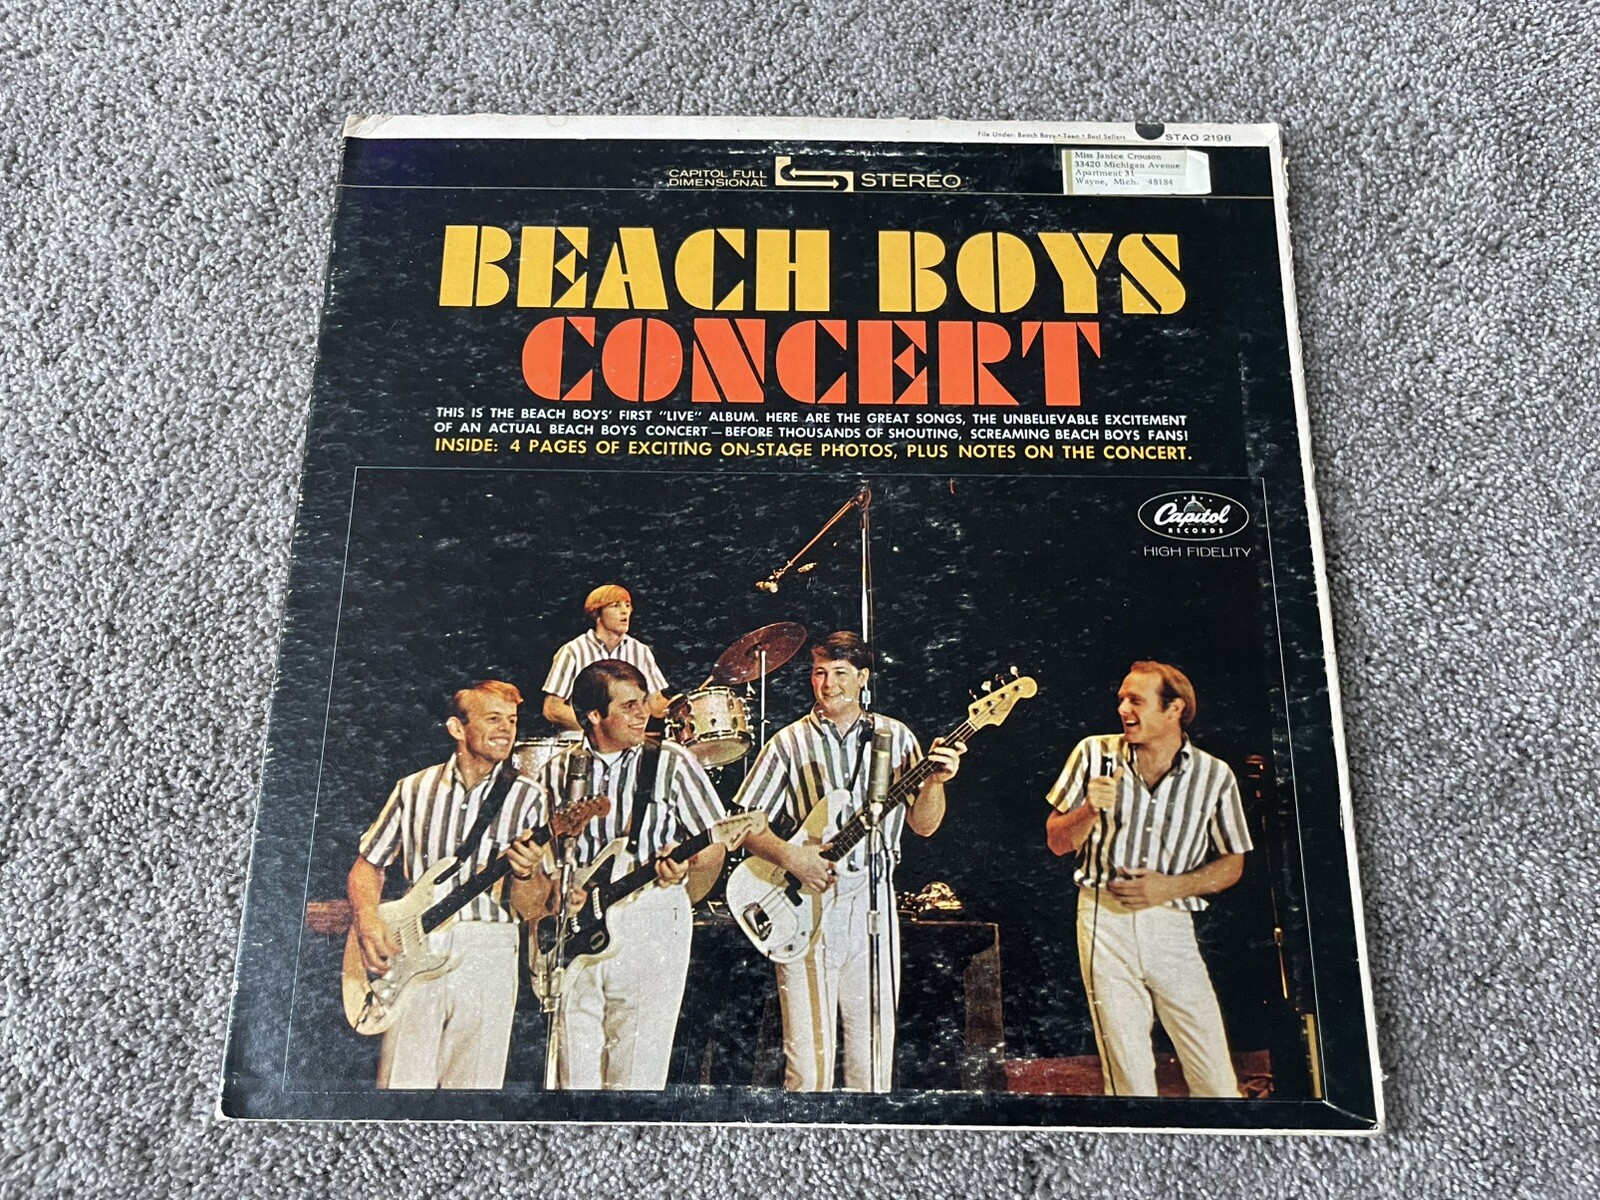 File Under: Beach Boys • Teen • Best Sellers
STAO 2198
CAPITOL FULL
DIMENSIONAL
STEREO
Miss Janice Crouson
33420 Michigan Avenue
Apartment 31
Wayne, Mich. 48184
BEACH BOYS
CONCERT
THIS IS THE BEACH BOYS' FIRST "LIVE" ALBUM. HERE ARE THE GREAT SONGS, THE UNBELIEVABLE EXCITEMENT
OF AN ACTUAL BEACH BOYS CONCERT — BEFORE THOUSANDS OF SHOUTING, SCREAMING BEACH BOYS FANS!
INSIDE: 4 PAGES OF EXCITING ON-STAGE PHOTOS, PLUS NOTES ON THE CONCERT.
Capitol
RECORDS
HIGH FIDELITY